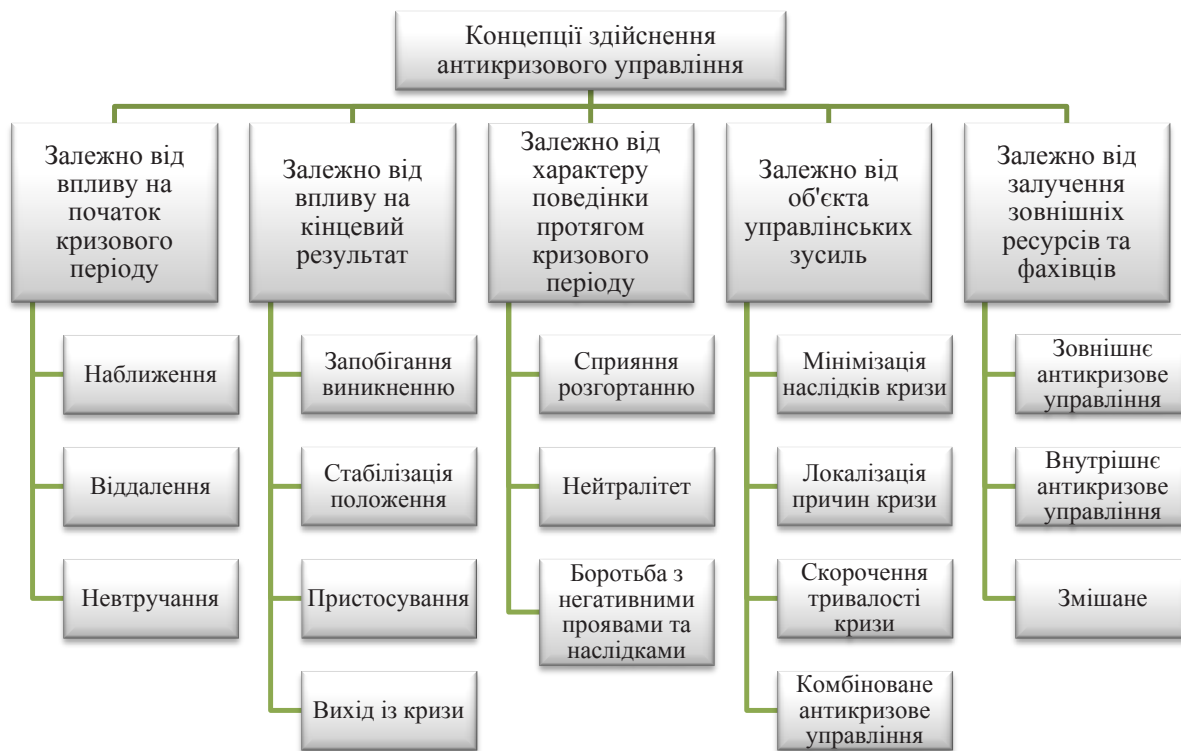 Концепції здійснення
антикризового управління
Залежно від
впливу на
початок
кризового
періоду
Наближення
Віддалення
Невтручання
Залежно від
впливу на
кінцевий
результат
Запобігання
виникненню
Стабілізація
положення
Пристосування
Вихід із кризи
Залежно від
характеру
поведінки
протягом
кризового
періоду
Сприяння
розгортанню
Нейтралітет
Боротьба з
негативними
проявами та
наслідками
Залежно від
об'єкта
управлінських
зусиль
Мінімізація
наслідків кризи
Локалізація
причин кризи
Скорочення
тривалості
кризи
Комбіноване
антикризове
управління
Залежно від
залучення
зовнішніх
ресурсів та
фахівців
Зовнішнє
антикризове
управління
Внутрішнє
антикризове
управління
Змішане